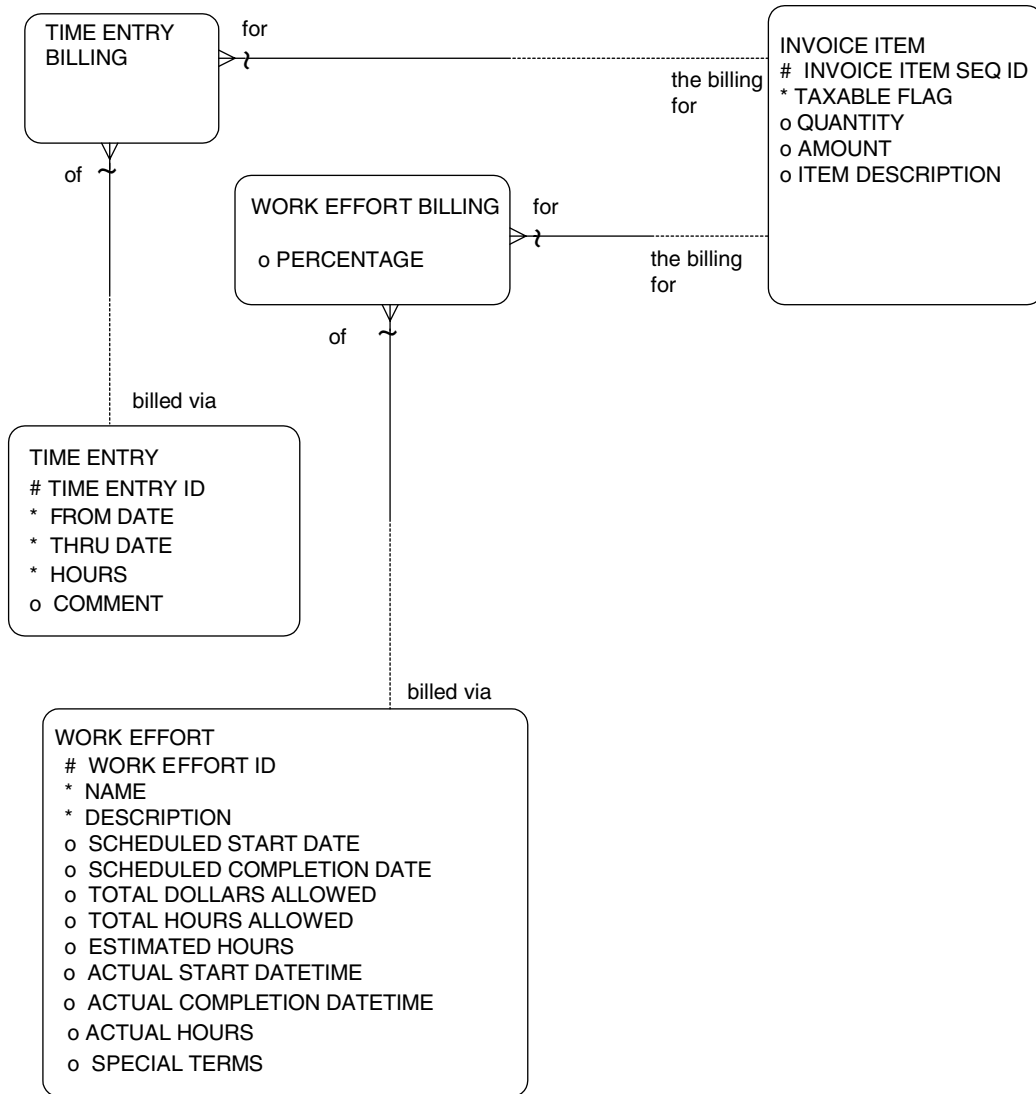 TIME ENTRY
BILLING
for
the billing
for
INVOICE ITEM
# INVOICE ITEM SEQ ID
* TAXABLE FLAG
o QUANTITY
o AMOUNT
o ITEM DESCRIPTION
of
WORK EFFORT BILLING
o PERCENTAGE
for
the billing
for
of
billed via
TIME ENTRY
# TIME ENTRY ID
* FROM DATE
* THRU DATE
* HOURS
o COMMENT
billed via
WORK EFFORT
# WORK EFFORT ID
* NAME
* DESCRIPTION
o SCHEDULED START DATE
o SCHEDULED COMPLETION DATE
o TOTAL DOLLARS ALLOWED
o TOTAL HOURS ALLOWED
o ESTIMATED HOURS
o ACTUAL START DATETIME
o ACTUAL COMPLETION DATETIME
o ACTUAL HOURS
o SPECIAL TERMS